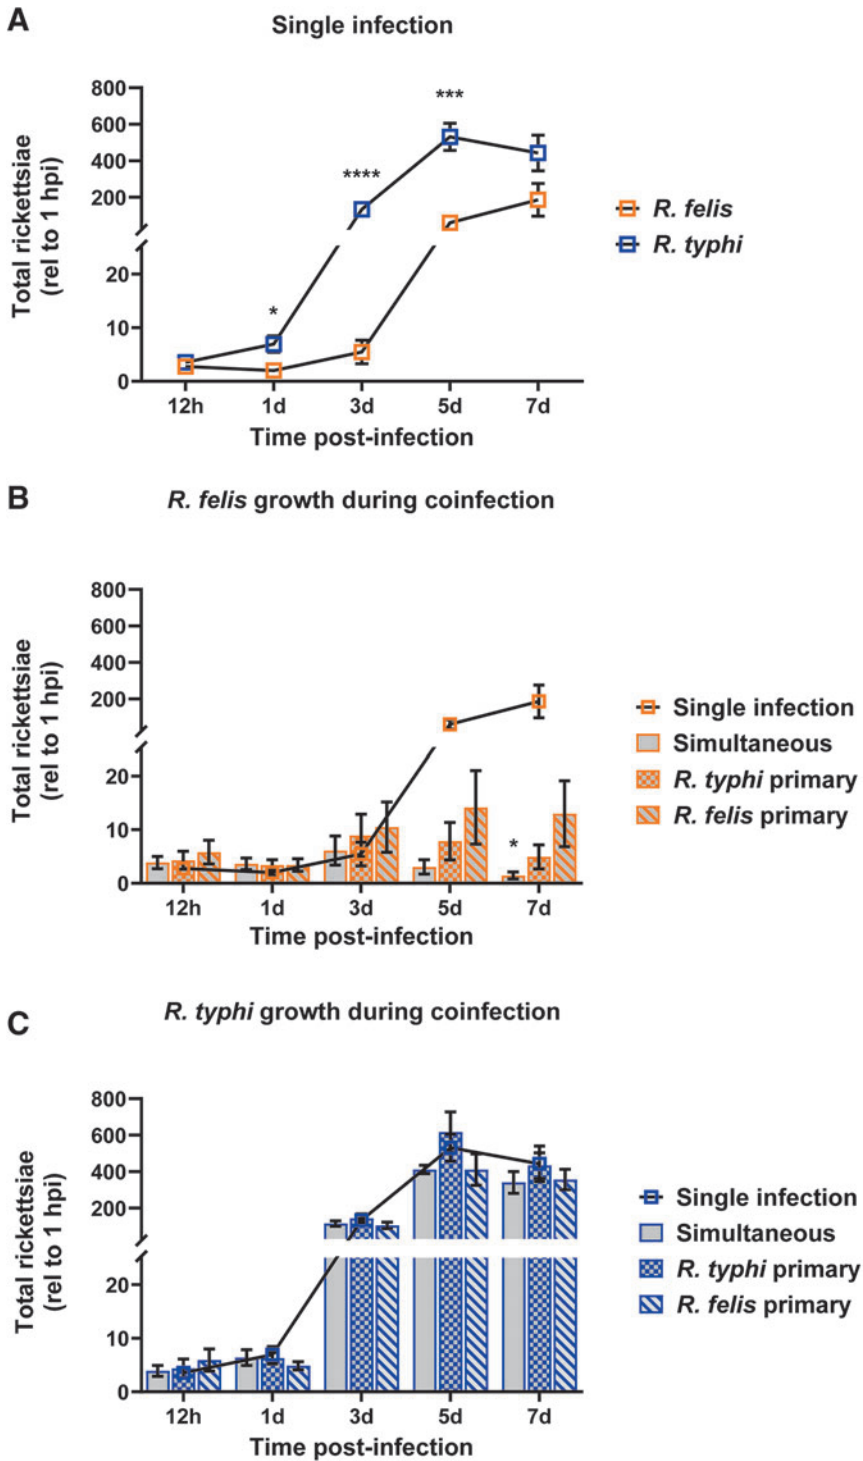 A
Single infection
Total rickettsiae
(rel to 1 hpi)
800
600
400
200
20
10
0
*
****
***
12h 1d 3d 5d 7d
Time post-infection
R. felis
R. typhi
B
R. felis growth during coinfection
Total rickettsiae
(rel to 1 hpi)
800
600
400
200
20
10
0
*
12h 1d 3d 5d 7d
Time post-infection
Single infection
Simultaneous
R. typhi primary
R. felis primary
C
R. typhi growth during coinfection
Total rickettsiae
(rel to 1 hpi)
800
600
400
200
20
10
0
12h 1d 3d 5d 7d
Time post-infection
Single infection
Simultaneous
R. typhi primary
R. felis primary